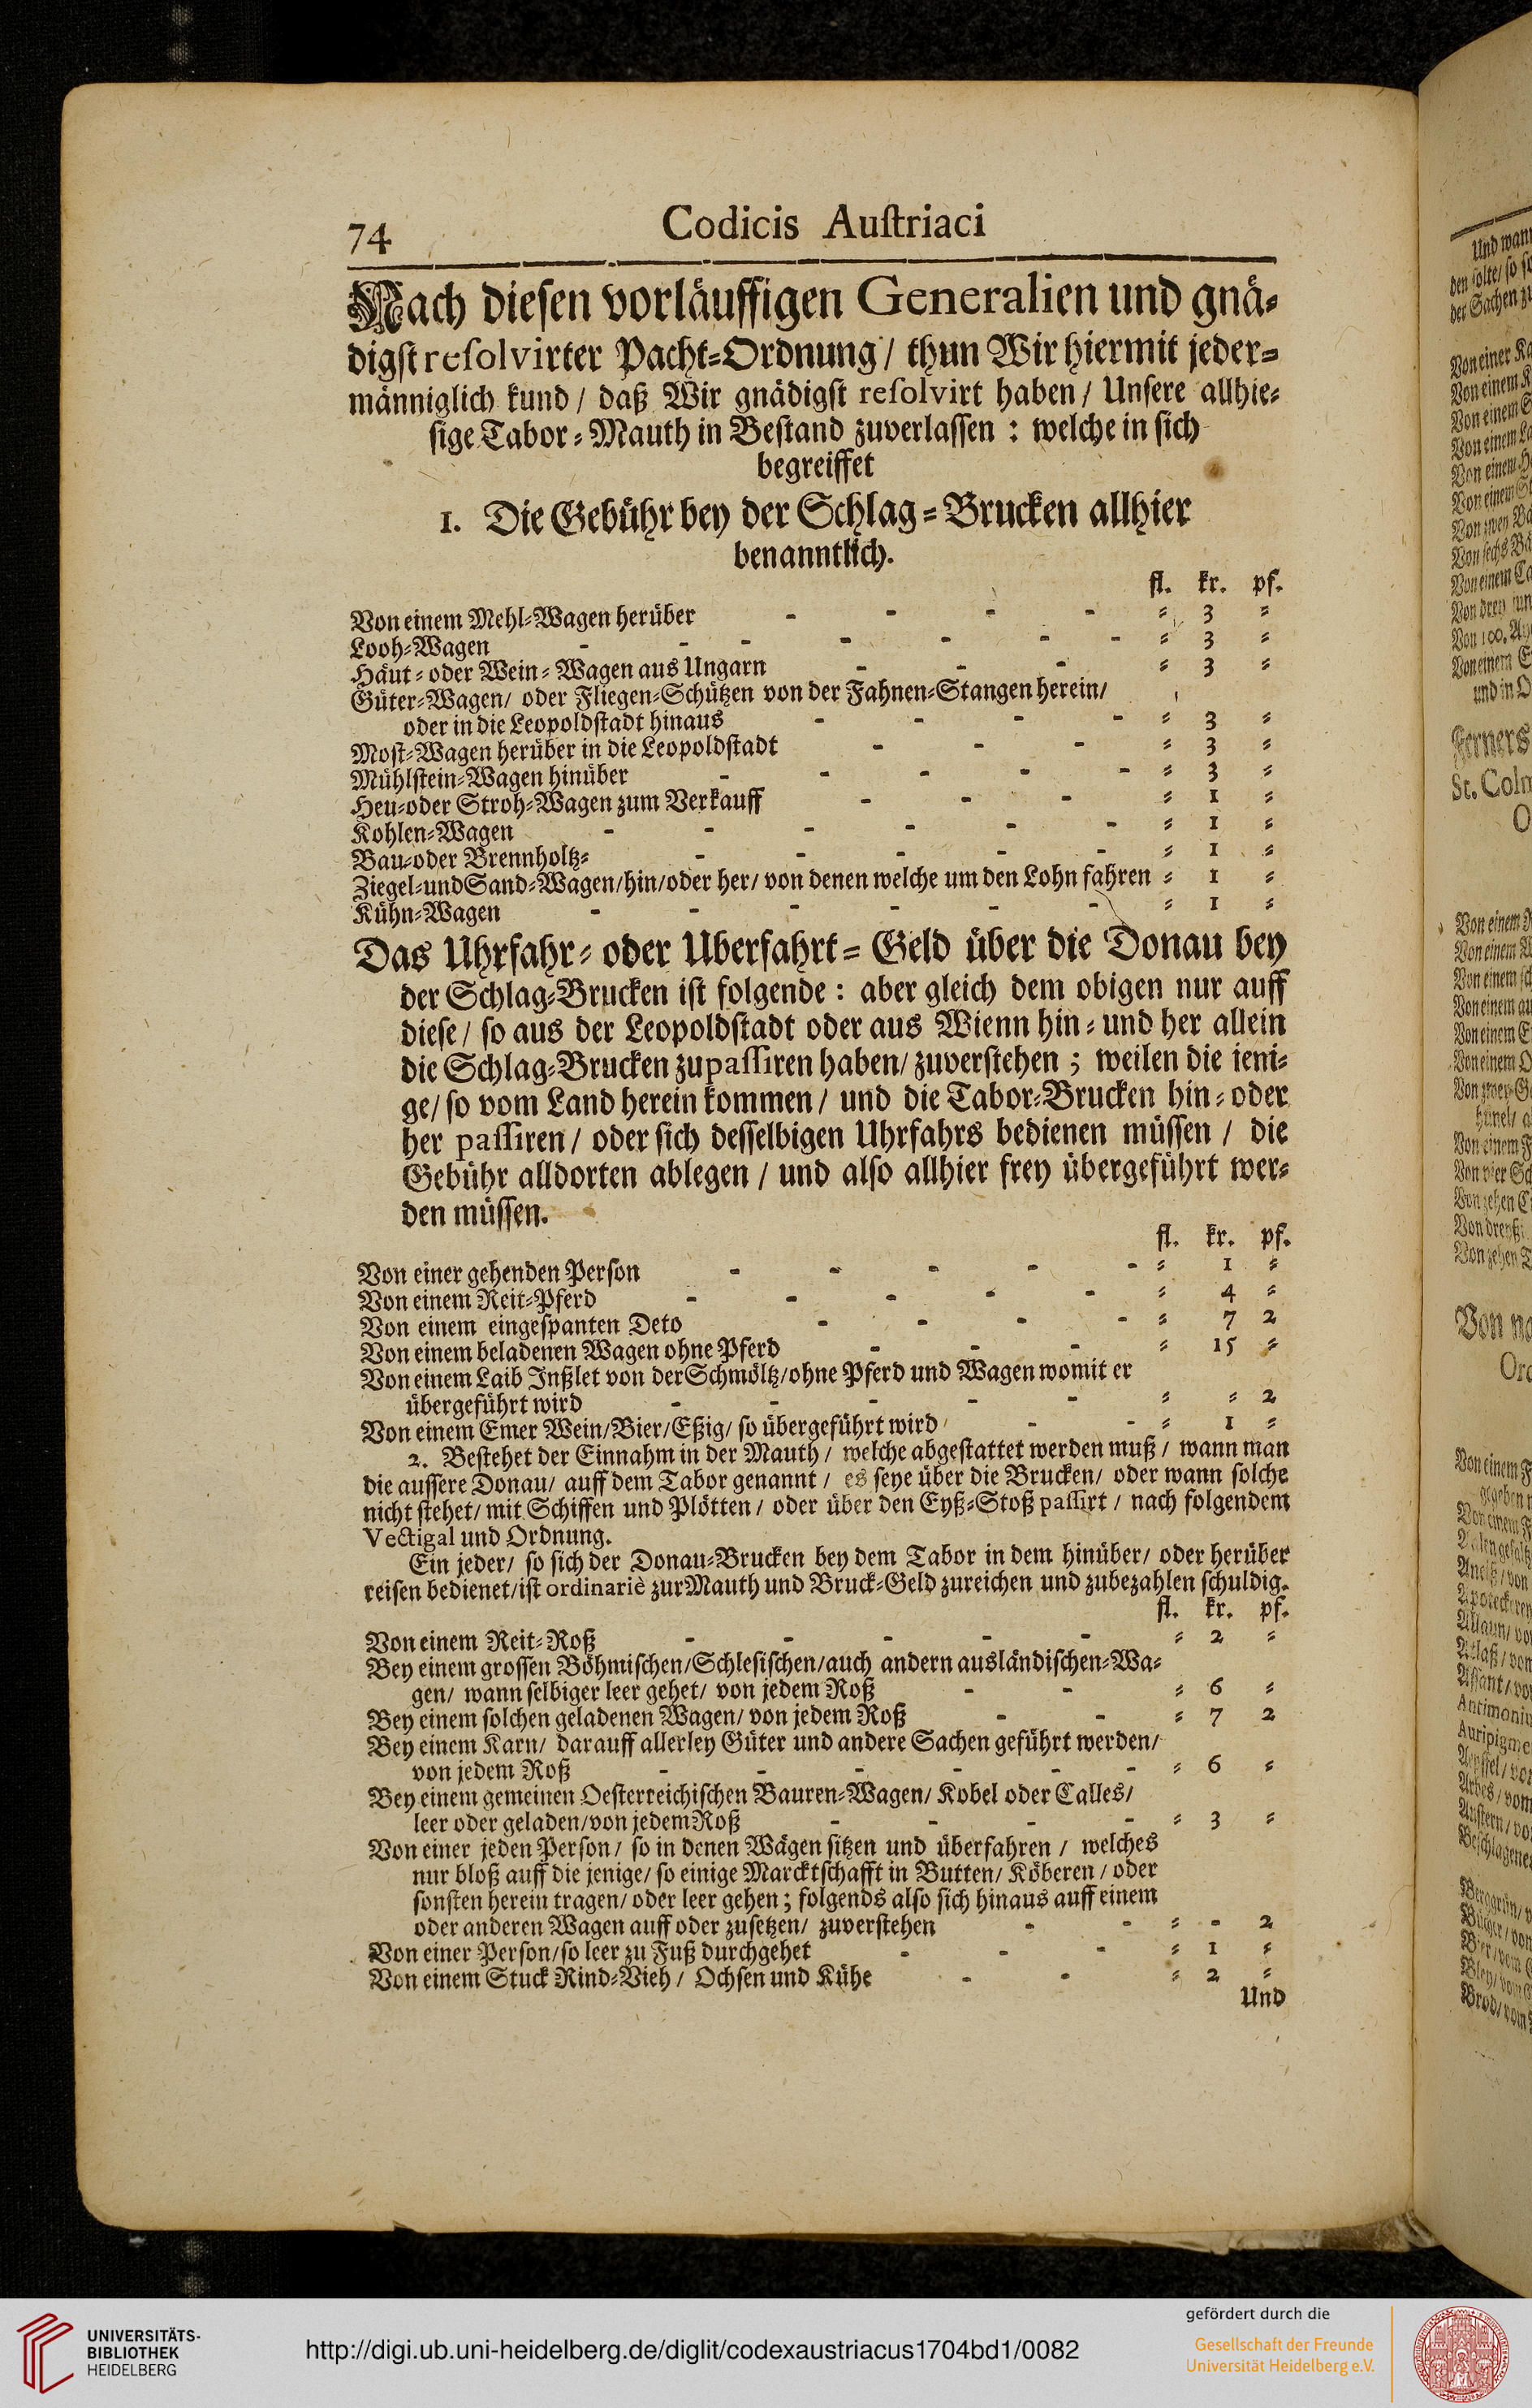 74 Codicis Auſtriaci
Nach dieſen vorläuffigen Generalien und gnä⸗
digſt reſolvirter Pacht⸗Ordnung / thun Wir hiermit jeder⸗
männiglich kund / daß Wir gnädigſt reſolvirt haben / Unſere allhie⸗
ſige Tabor⸗Mauth in Beſtand zuverlaſſen : welche in ſich
begreiffet
1. Die Gebühr bey der Schlag⸗Brucken allhier
benanntlich.
fl. kr. pf.
Von einem Mehl⸗Wagen herüber - - - - ⸗ 3 ⸗
Looh⸗Wagen - - - - - - - ⸗ 3 ⸗
Häut⸗ oder Wein⸗Wagen aus Ungarn - - - ⸗ 3 ⸗
Güter⸗Wagen/ oder Fliegen⸗Schützen von der Fahnen⸗Stangen herein/
oder in die Leopoldſtadt hinaus - - - - ⸗ 3 ⸗
Moſt⸗Wagen herüber in die Leopoldſtadt - - - ⸗ 3 ⸗
Mühlſtein⸗Wagen hinüber - - - - - ⸗ 3 ⸗
Heu⸗oder Stroh⸗Wagen zum Verkauff - - - ⸗ 1 ⸗
Kohlen⸗Wagen - - - - - - ⸗ 1 ⸗
Bau⸗oder Brennholtz⸗ - - - - - ⸗ 1 ⸗
Ziegel⸗und Sand⸗Wagen/hin/oder her/ von denen welche um den Lohn fahren ⸗ 1 ⸗
Kühn⸗Wagen - - - - - - ⸗ 1 ⸗
Das Uhrfahr⸗ oder Uberfahrt⸗Geld über die Donau bey
der Schlag⸗Brucken iſt folgende : aber gleich dem obigen nur auff
dieſe / ſo aus der Leopoldſtadt oder aus Wienn hin⸗ und her allein
die Schlag⸗Brucken zupaſſiren haben/ zuverſtehen ; weilen die jeni⸗
ge/ ſo vom Land herein kommen / und die Tabor⸗Brucken hin⸗ oder
her paſſiren / oder ſich deſſelbigen Uhrfahrs bedienen müſſen / die
Gebühr alldorten ablegen / und alſo allhier frey übergeführt wer⸗
den müſſen.
fl. kr. pf.
Von einer gehenden Perſon - - - - - ⸗ 1 ⸗
Von einem Reit⸗Pferd - - - - - ⸗ 4 ⸗
Von einem eingeſpanten Deto - - - - ⸗ 7 2
Von einem beladenen Wagen ohne Pferd - - - ⸗ 15 ⸗
Von einem Laib Inßlet von der Schmöltz/ohne Pferd und Wagen womit er
übergeführt wird - - - - - ⸗ ⸗ 2
Von einem Emer Wein/Bier/Eßig/ ſo übergeführt wird - - ⸗ 1 ⸗
2. Beſtehet der Einnahm in der Mauth / welche abgeſtattet werden muß / wann man
die auſſere Donau/ auff dem Tabor genannt / es ſeye über die Brucken/ oder wann ſolche
nicht ſtehet/ mit Schiffen und Plötten / oder über den Eyß⸗Stoß paſſirt / nach folgendem
Vectigal und Ordnung.
Ein jeder/ ſo ſich der Donau⸗Brucken bey dem Tabor in dem hinüber/ oder herüber
reiſen bedienet/iſt ordinariè zur Mauth und Bruck⸗Geld zureichen und zubezahlen ſchuldig.
fl. kr. pf.
Von einem Reit⸗Roß - - - - - ⸗ 2 ⸗
Bey einem groſſen Böhmiſchen/Schleſiſchen/auch andern ausländiſchen⸗Wa⸗
gen/ wann ſelbiger leer gehet/ von jedem Roß - - ⸗ 6 ⸗
Bey einem ſolchen geladenen Wagen/ von jedem Roß - - ⸗ 7 2
Bey einem Karn/ darauff allerley Güter und andere Sachen geführt werden/
von jedem Roß - - - - - - ⸗ 6 ⸗
Bey einem gemeinen Oeſterreichiſchen Bauren⸗Wagen/ Kobel oder Calles/
leer oder geladen/von jedem Roß - - - - ⸗ 3 ⸗
Von einer jeden Perſon / ſo in denen Wägen ſitzen und überfahren / welches
nur bloß auff die jenige/ ſo einige Marcktſchafft in Butten/ Köberen / oder
ſonſten herein tragen/ oder leer gehen ; folgends alſo ſich hinaus auff einem
oder anderen Wagen auff oder zuſetzen/ zuverſtehen - - ⸗ - 2
Von einer Perſon/ſo leer zu Fuß durchgehet - - - ⸗ 1 ⸗
Von einem Stuck Rind⸗Vieh / Ochſen und Kühe - - ⸗ 2 ⸗
Und
UNIVERSITÄTS-
BIBLIOTHEK
HEIDELBERG
http://digi.ub.uni-heidelberg.de/diglit/codexaustriacus1704bd1/0082
gefördert durch die
Gesellschaft der Freunde
Universität Heidelberg e.V.